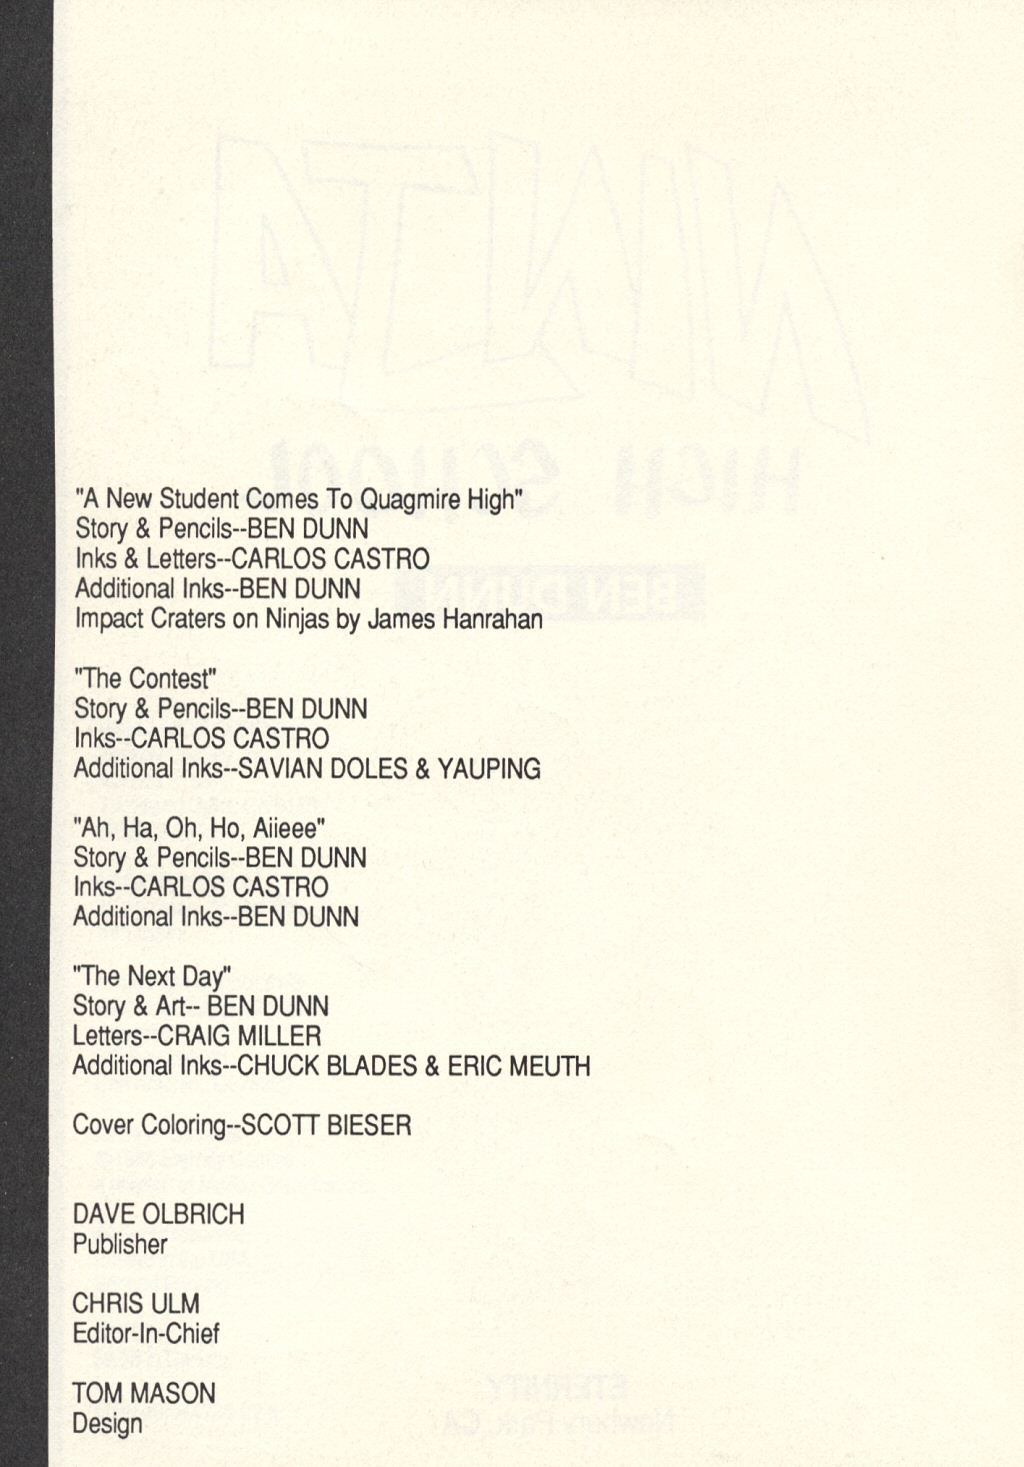 "A New Student Comes To Quagmire High"
Story & Pencils--BEN DUNN
Inks & Letters--CARLOS CASTRO
Additional Inks--BEN DUNN
Impact Craters on Ninjas by James Hanrahan
"The Contest"
Story & Pencils--BEN DUNN
Inks--CARLOS CASTRO
Additional Inks--SAVIAN DOLES & YAUPING
"Ah, Ha, Oh, Ho, Aiieee"
Story & Pencils--BEN DUNN
Inks--CARLOS CASTRO
Additional Inks--BEN DUNN
"The Next Day"
Story & Art-- BEN DUNN
Letters--CRAIG MILLER
Additional Inks--CHUCK BLADES & ERIC MEUTH
Cover Coloring--SCOTT BIESER
DAVE OLBRICH
Publisher
CHRIS ULM
Editor-In-Chief
TOM MASON
Design